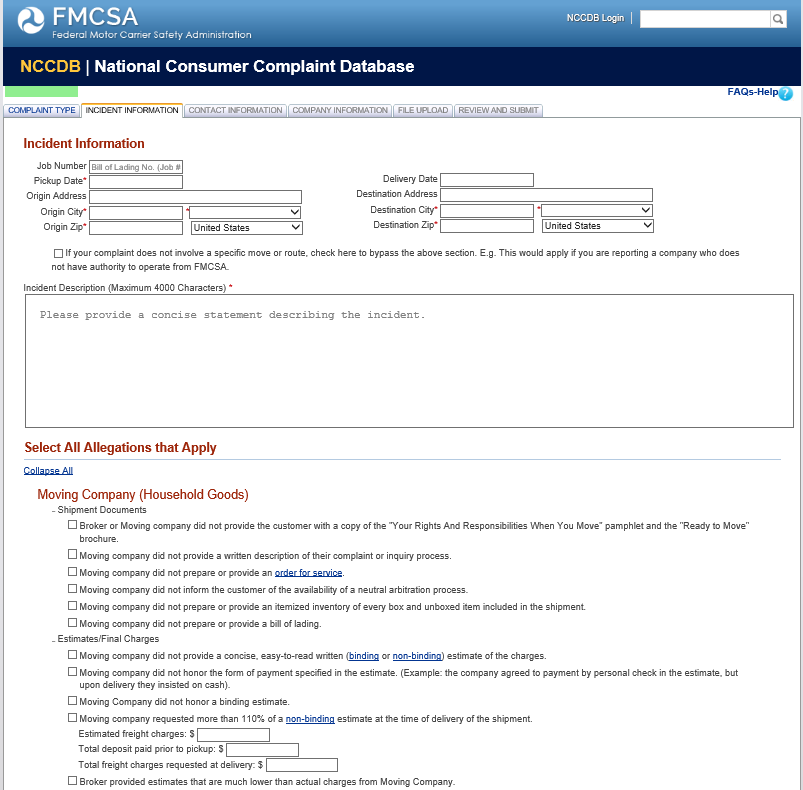 FMCSA
Federal Motor Carrier Safety Administration
NCCDB Login
NCCDB | National Consumer Complaint Database
FAQs-Help ?
COMPLAINT TYPE INCIDENT INFORMATION CONTACT INFORMATION COMPANY INFORMATION FILE UPLOAD REVIEW AND SUBMIT
Incident Information
Job Number Bill of Lading No. (Job #
Pickup Date*
Origin Address
Origin City* *
Origin Zip* United States
Delivery Date
Destination Address
Destination City* *
Destination Zip* United States
If your complaint does not involve a specific move or route, check here to bypass the above section. E.g. This would apply if you are reporting a company who does
not have authority to operate from FMCSA.
Incident Description (Maximum 4000 Characters) *
Please provide a concise statement describing the incident.
Select All Allegations that Apply
Collapse All
Moving Company (Household Goods)
- Shipment Documents
Broker or Moving company did not provide the customer with a copy of the "Your Rights And Responsibilities When You Move" pamphlet and the "Ready to Move"
brochure.
Moving company did not provide a written description of their complaint or inquiry process.
Moving company did not prepare or provide an order for service.
Moving company did not inform the customer of the availability of a neutral arbitration process.
Moving company did not prepare or provide an itemized inventory of every box and unboxed item included in the shipment.
Moving company did not prepare or provide a bill of lading.
- Estimates/Final Charges
Moving company did not provide a concise, easy-to-read written (binding or non-binding) estimate of the charges.
Moving company did not honor the form of payment specified in the estimate. (Example: the company agreed to payment by personal check in the estimate, but
upon delivery they insisted on cash).
Moving Company did not honor a binding estimate.
Moving company requested more than 110% of a non-binding estimate at the time of delivery of the shipment.
Estimated freight charges: $
Total deposit paid prior to pickup: $
Total freight charges requested at delivery: $
Broker provided estimates that are much lower than actual charges from Moving Company.